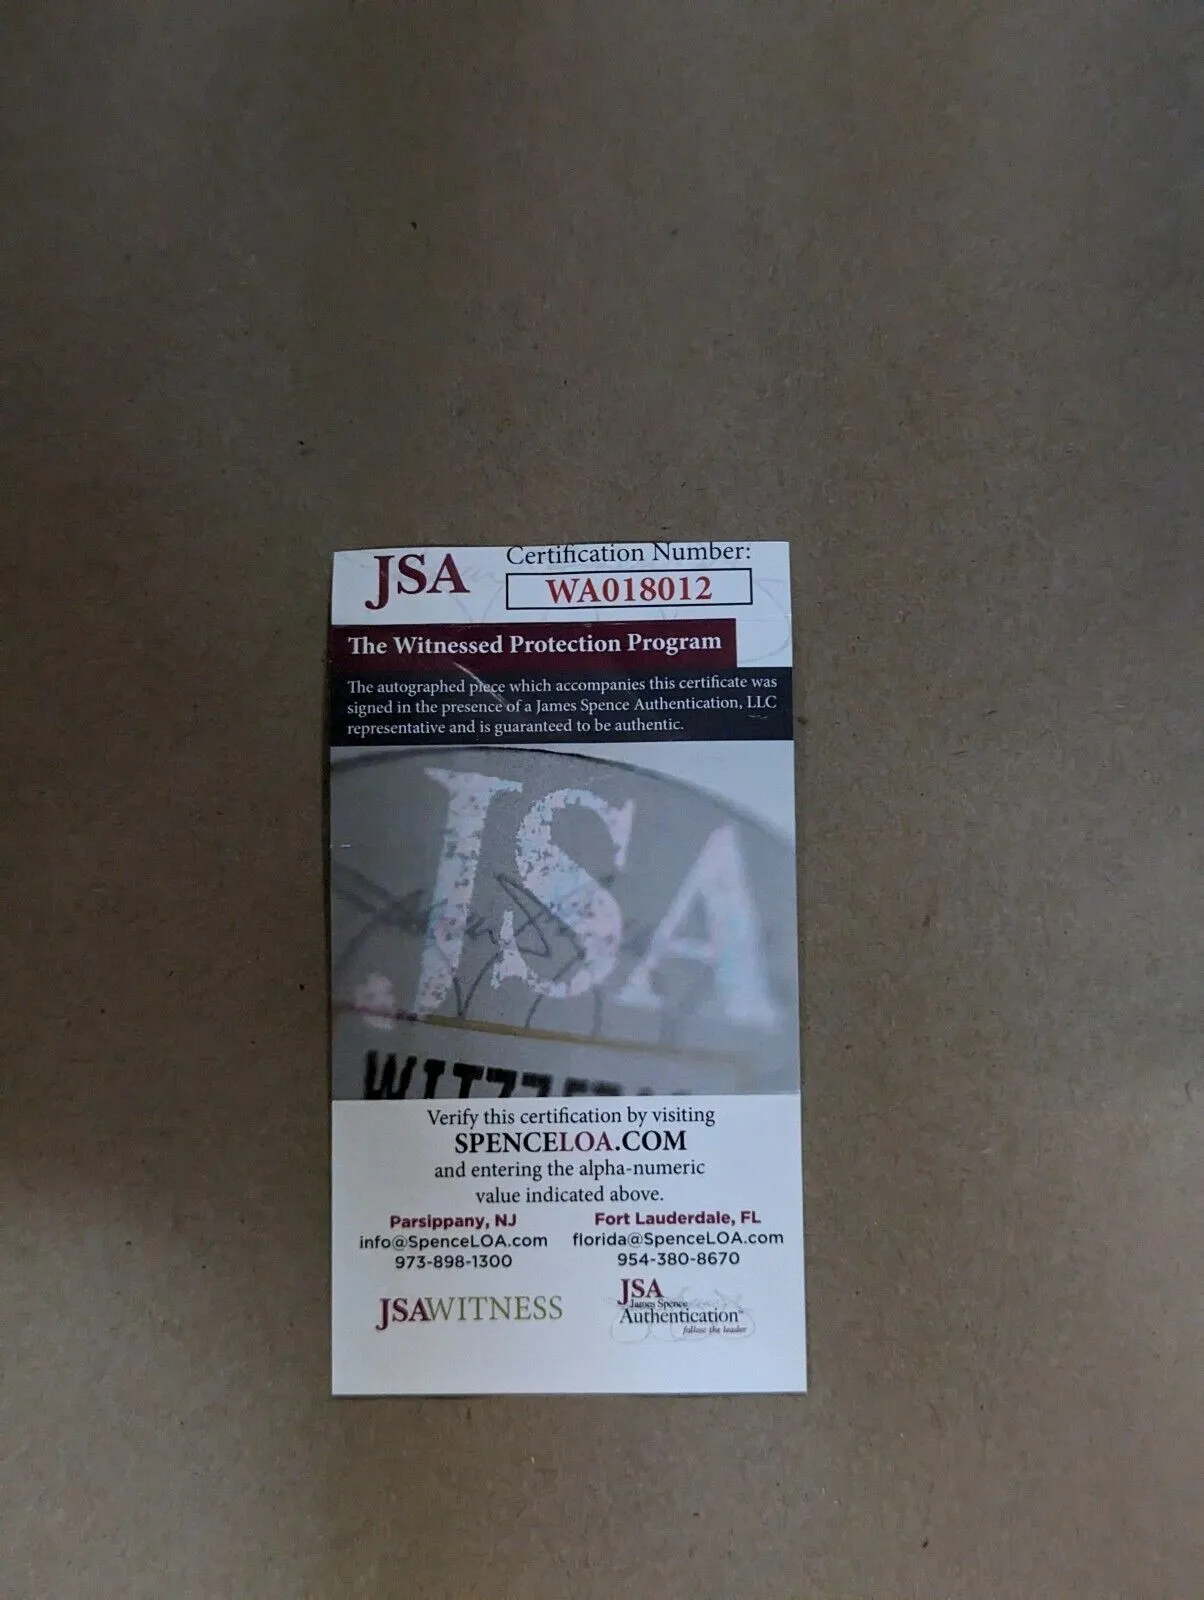 JSA
Certification Number:
WA018012
The Witnessed Protection Program
The autographed piece which accompanies this certificate was
signed in the presence of a James Spence Authentication, LLC
representative and is guaranteed to be authentic.
JSA
Verify this certification by visiting
SPENCELOA.COM
and entering the alpha-numeric
value indicated above.
Parsippany, NJ
info@SpenceLOA.com
973-898-1300
Fort Lauderdale, FL
florida@SpenceLOA.com
954-380-8670
JSAWITNESS
JSA
James Spence
Authentication™
follow the leader